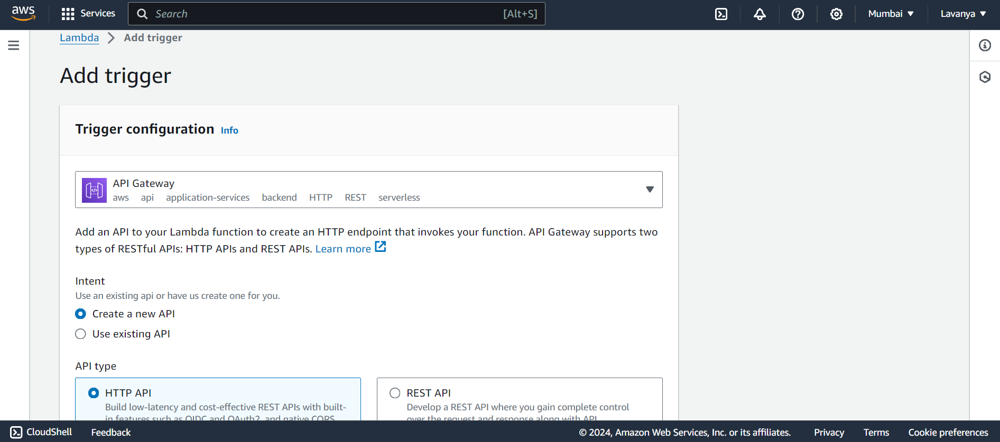 aws Services Search [Alt+S] Mumbai Lavanya
Lambda Add trigger
Add trigger
Trigger configuration Info
API Gateway
aws api application-services backend HTTP REST serverless
Add an API to your Lambda function to create an HTTP endpoint that invokes your function. API Gateway supports two
types of RESTful APIs: HTTP APIs and REST APIs. Learn more
Intent
Use an existing api or have us create one for you.
Create a new API
Use existing API
API type
HTTP API
Build low-latency and cost-effective REST APIs with built-
in features such as OIDC and OAuth2, and native CORS
REST API
Develop a REST API where you gain complete control
over the request and response along with API
CloudShell Feedback © 2024, Amazon Web Services, Inc. or its affiliates. Privacy Terms Cookie preferences